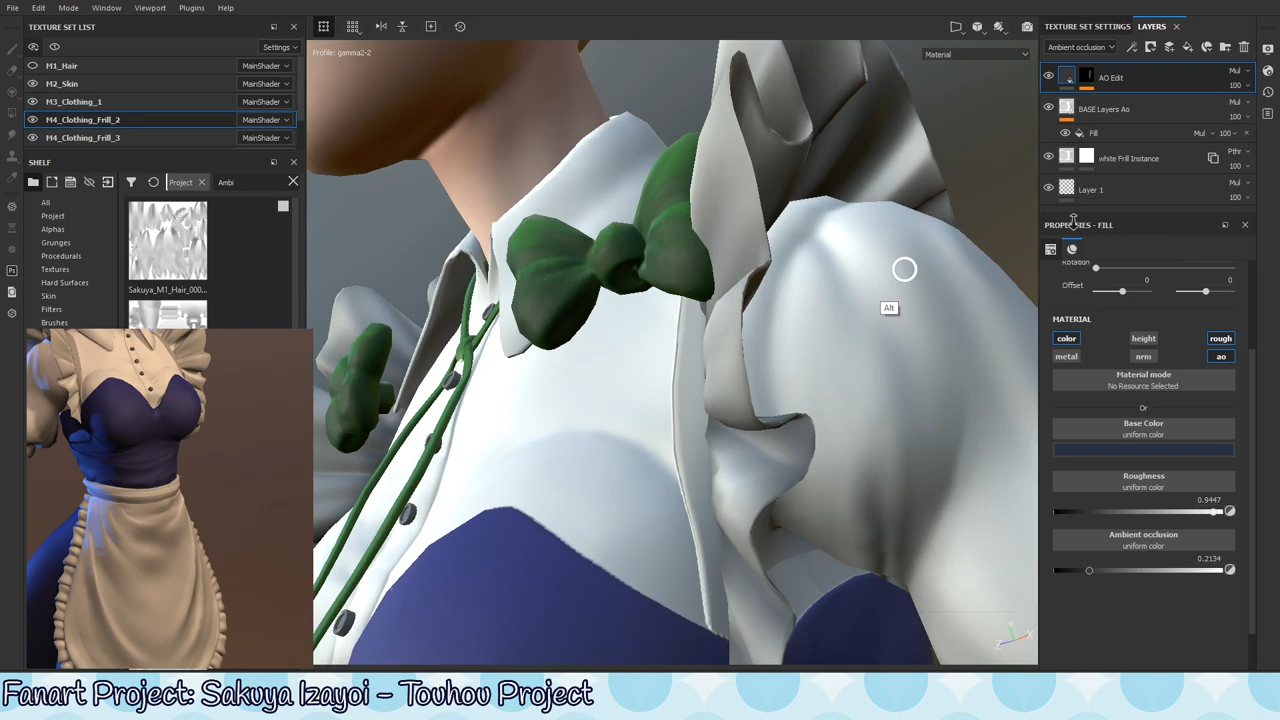 File Edit Mode Window Viewport Plugins Help
TEXTURE SET LIST
Settings
M1_Hair MainShader
M2_Skin MainShader
M3_Clothing_1 MainShader
M4_Clothing_Frill_2 MainShader
M4_Clothing_Frill_3 MainShader
SHELF
Project
Ambi
All
Project
Alphas
Grunges
Procedurals
Textures
Hard Surfaces
Skin
Filters
Brushes
Sakuya_M1_Hair_000...
Ps
Profile: gamma2-2
Material
Alt
TEXTURE SET SETTINGS LAYERS
Ambient occlusion
AO Edit Mul 100
BASE Layers Ao Mul 100
Fill Mul 100
white Frill Instance Pthr 100
Layer 1 Mul 100
PROPERTIES - FILL
Rotation
Offset 0 0
MATERIAL
color height rough
metal nrm ao
Material mode
No Resource Selected
Or
Base Color
uniform color
Roughness
uniform color
0.9447
Ambient occlusion
uniform color
0.2134
Y
X
Z
Fanart Project: Sakuya Izayoi - Touhou Project